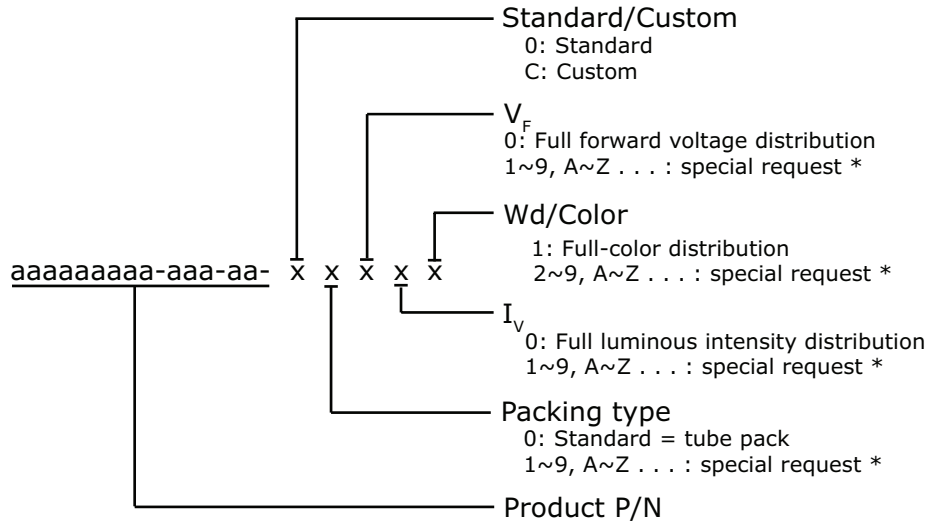 Standard/Custom
0: Standard
C: Custom
VF
0: Full forward voltage distribution
1~9, A~Z . . . : special request *
Wd/Color
1: Full-color distribution
2~9, A~Z . . . : special request *
aaaaaaaaa-aaa-aa- x x x x x
IV
0: Full luminous intensity distribution
1~9, A~Z . . . : special request *
Packing type
0: Standard = tube pack
1~9, A~Z . . . : special request *
Product P/N